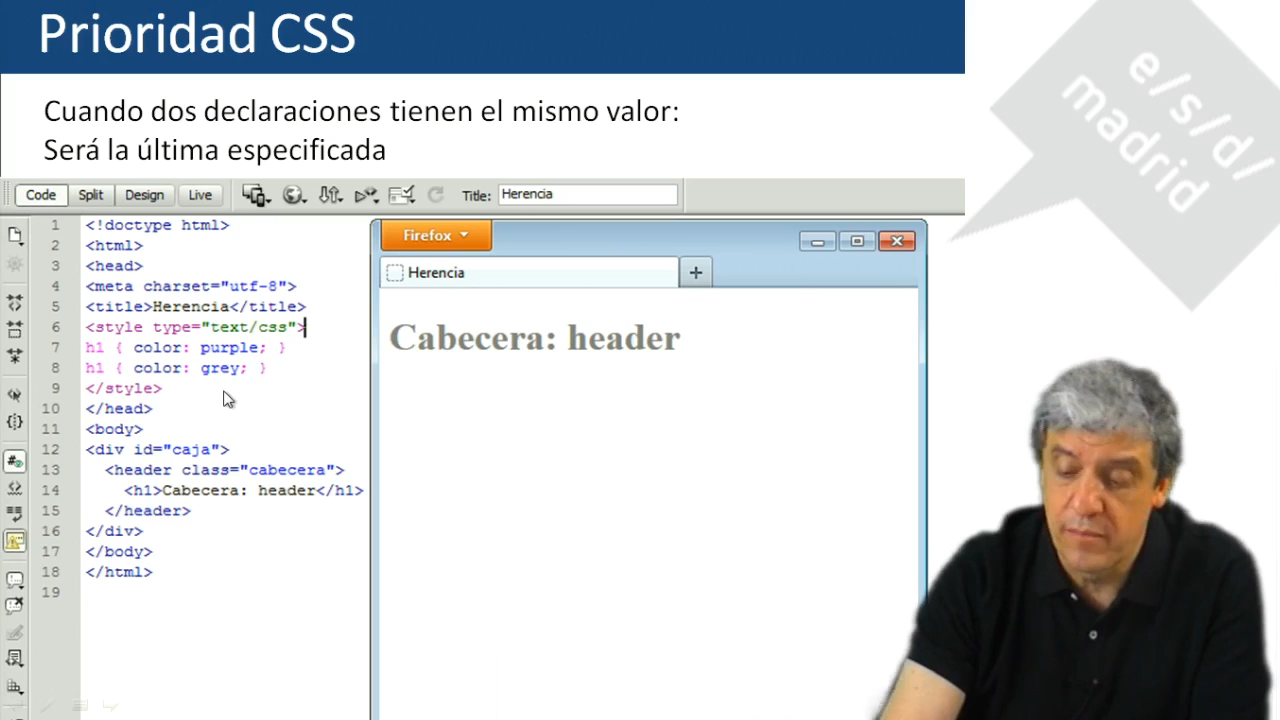 Prioridad CSS
e/s/d/
madrid
Cuando dos declaraciones tienen el mismo valor:
Será la última especificada
Code Split Design Live Title: Herencia
1 <!doctype html>
2 <html>
3 <head>
4 <meta charset="utf-8">
5 <title>Herencia</title>
6 <style type="text/css">
7 h1 { color: purple; }
8 h1 { color: grey; }
9 </style>
10 </head>
11 <body>
12 <div id="caja">
13 <header class="cabecera">
14 <h1>Cabecera: header</h1>
15 </header>
16 </div>
17 </body>
18 </html>
19
Firefox
Herencia
Cabecera: header